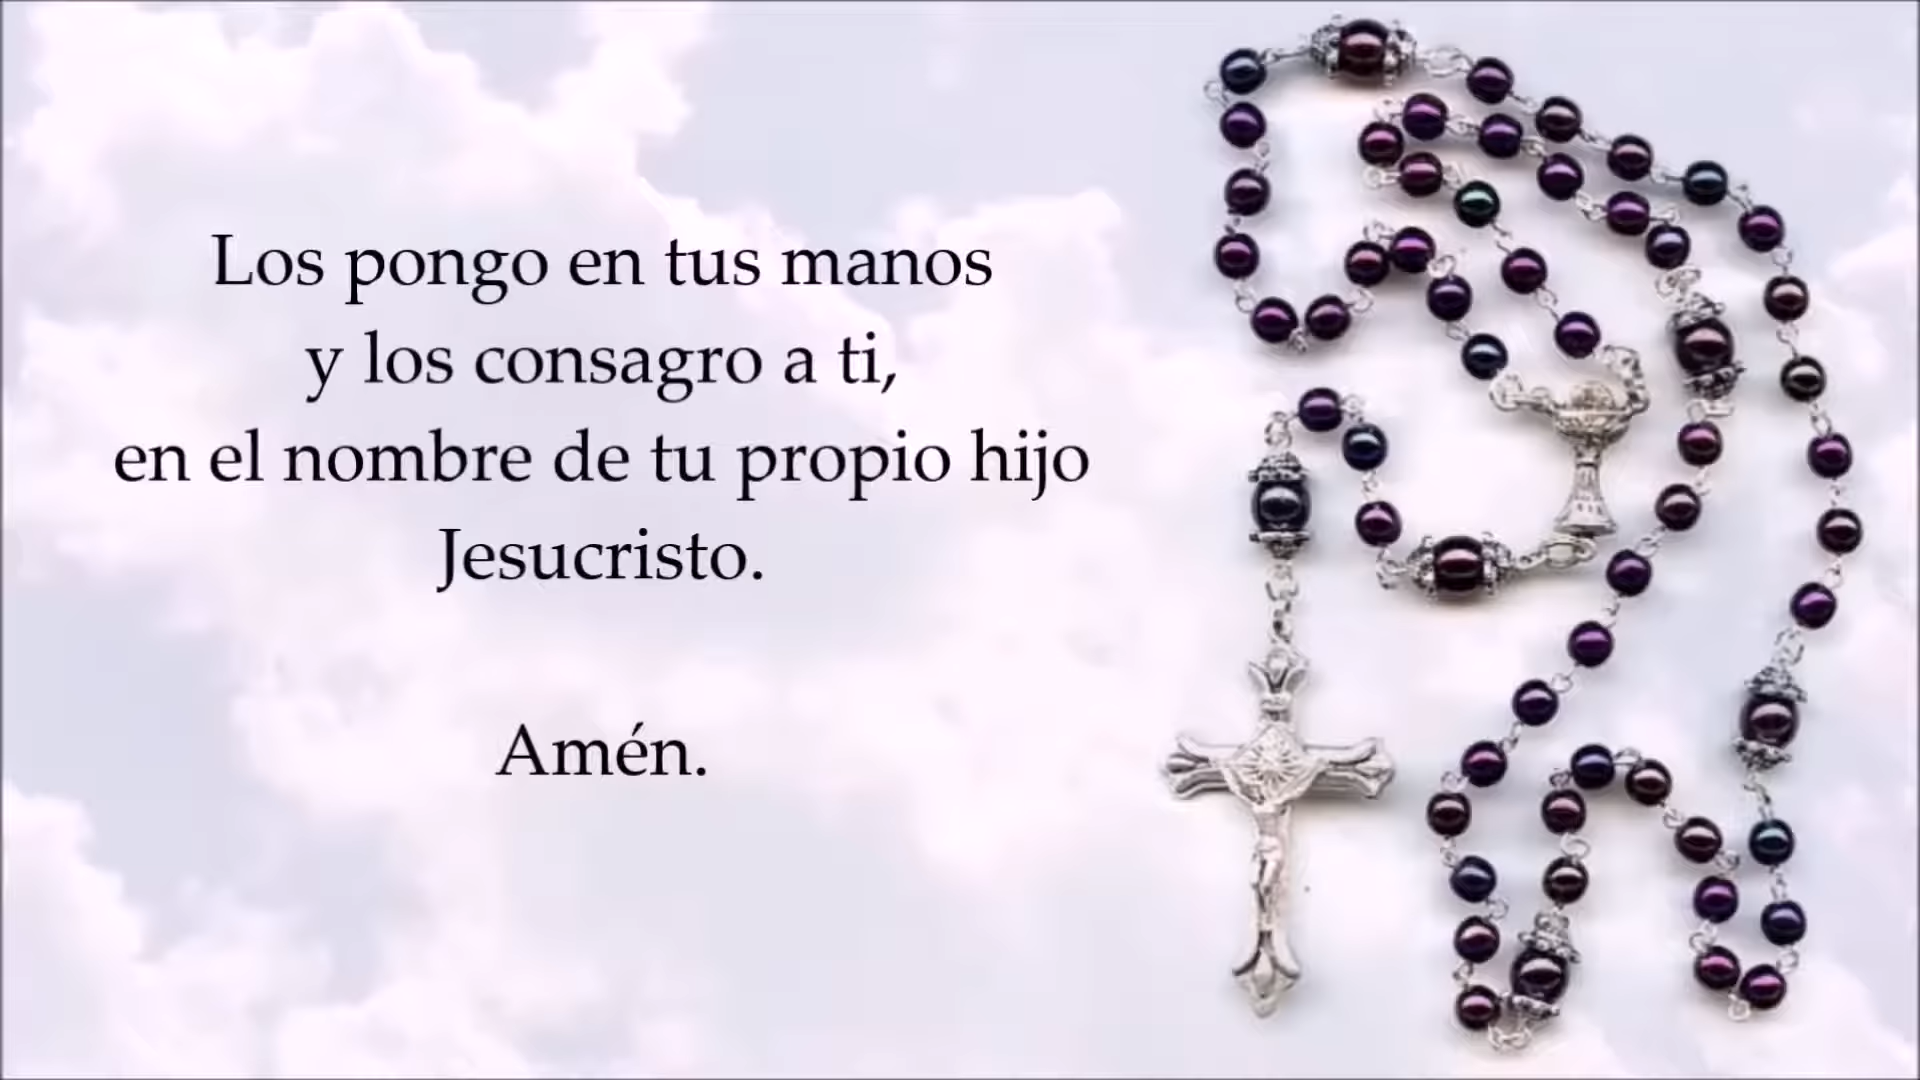 Los pongo en tus manos
y los consagro a ti,
en el nombre de tu propio hijo
Jesucristo.
Amén.